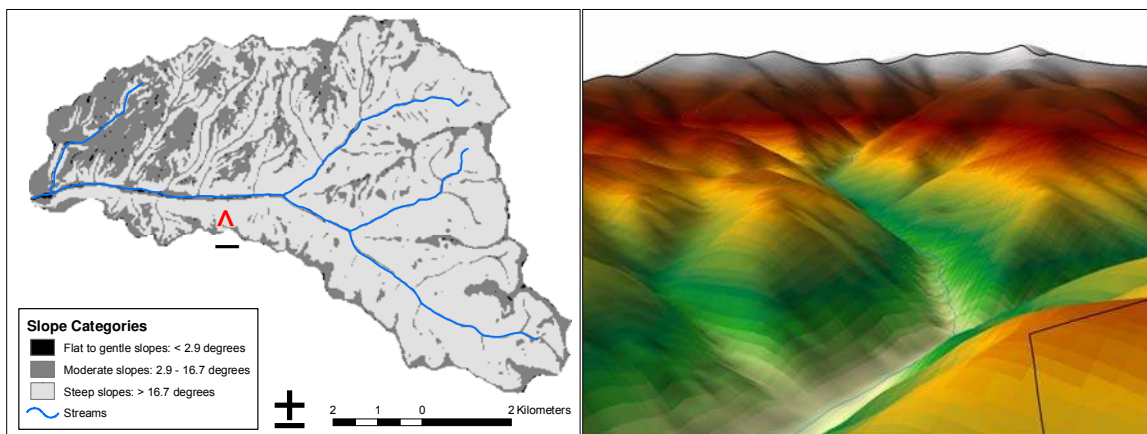 Slope Categories
Flat to gentle slopes: < 2.9 degrees
Moderate slopes: 2.9 - 16.7 degrees
Steep slopes: > 16.7 degrees
Streams
2 0 2 Kilometers